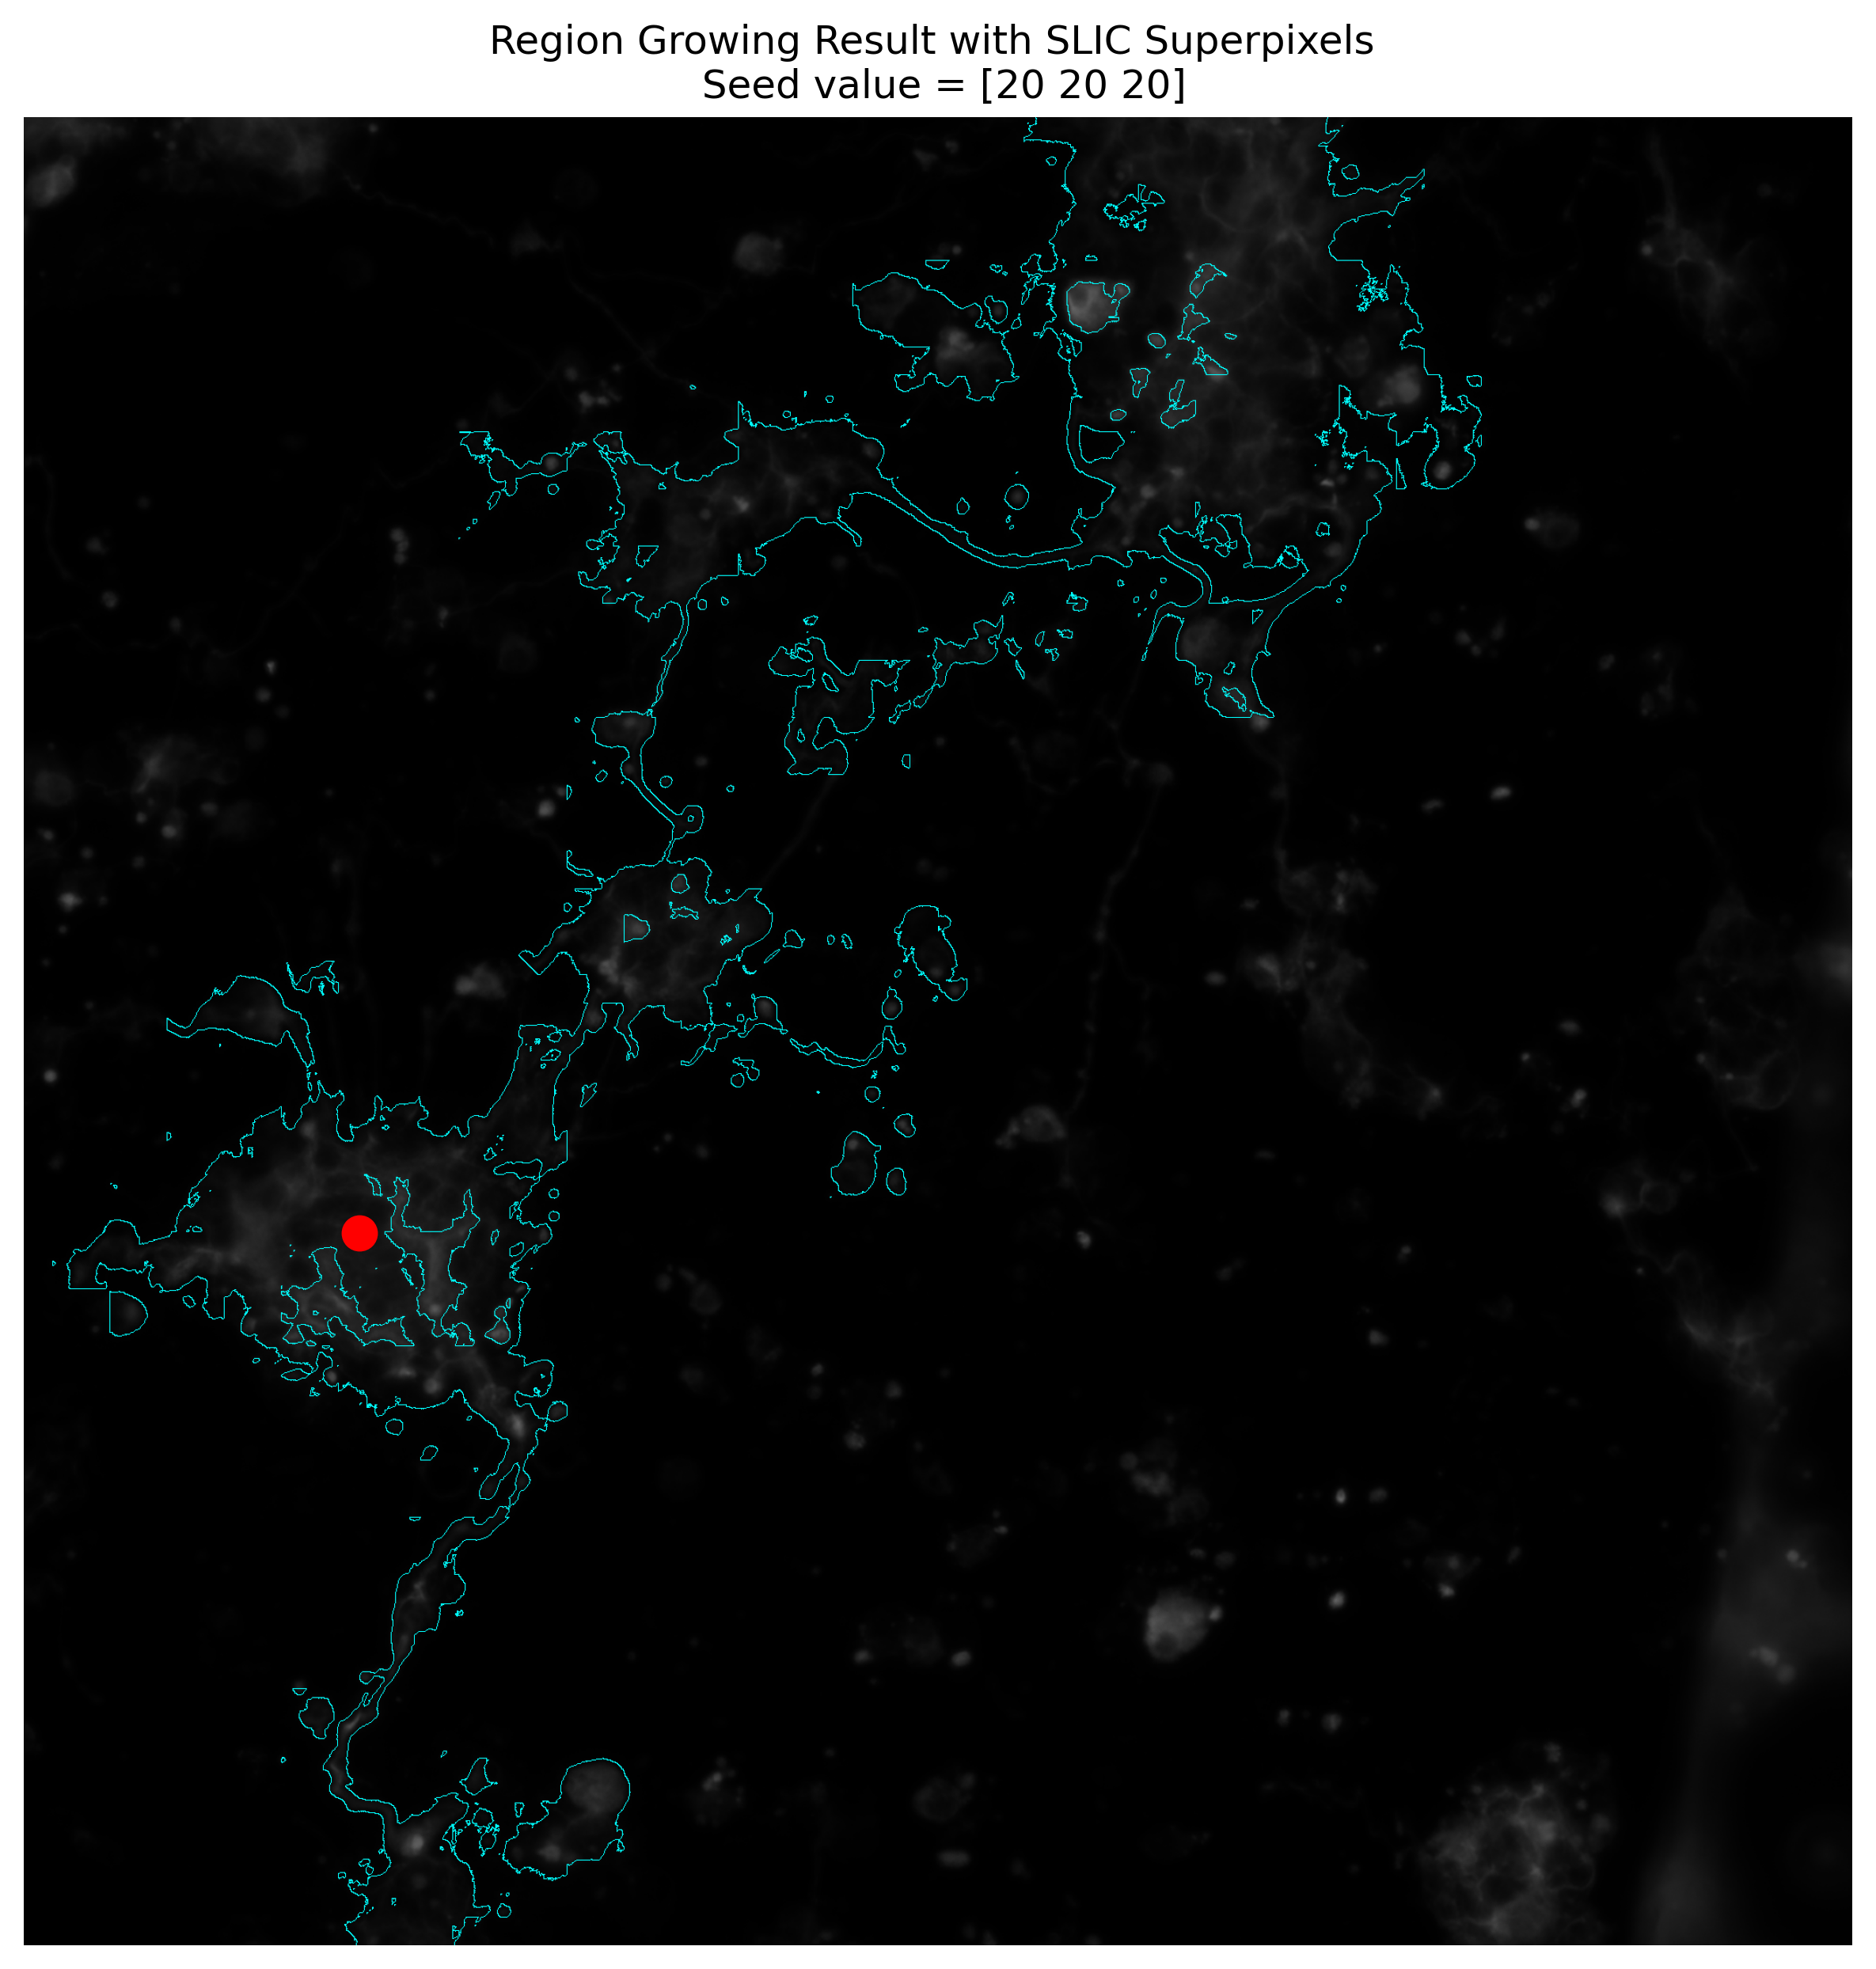 Region Growing Result with SLIC Superpixels
Seed value = [20 20 20]